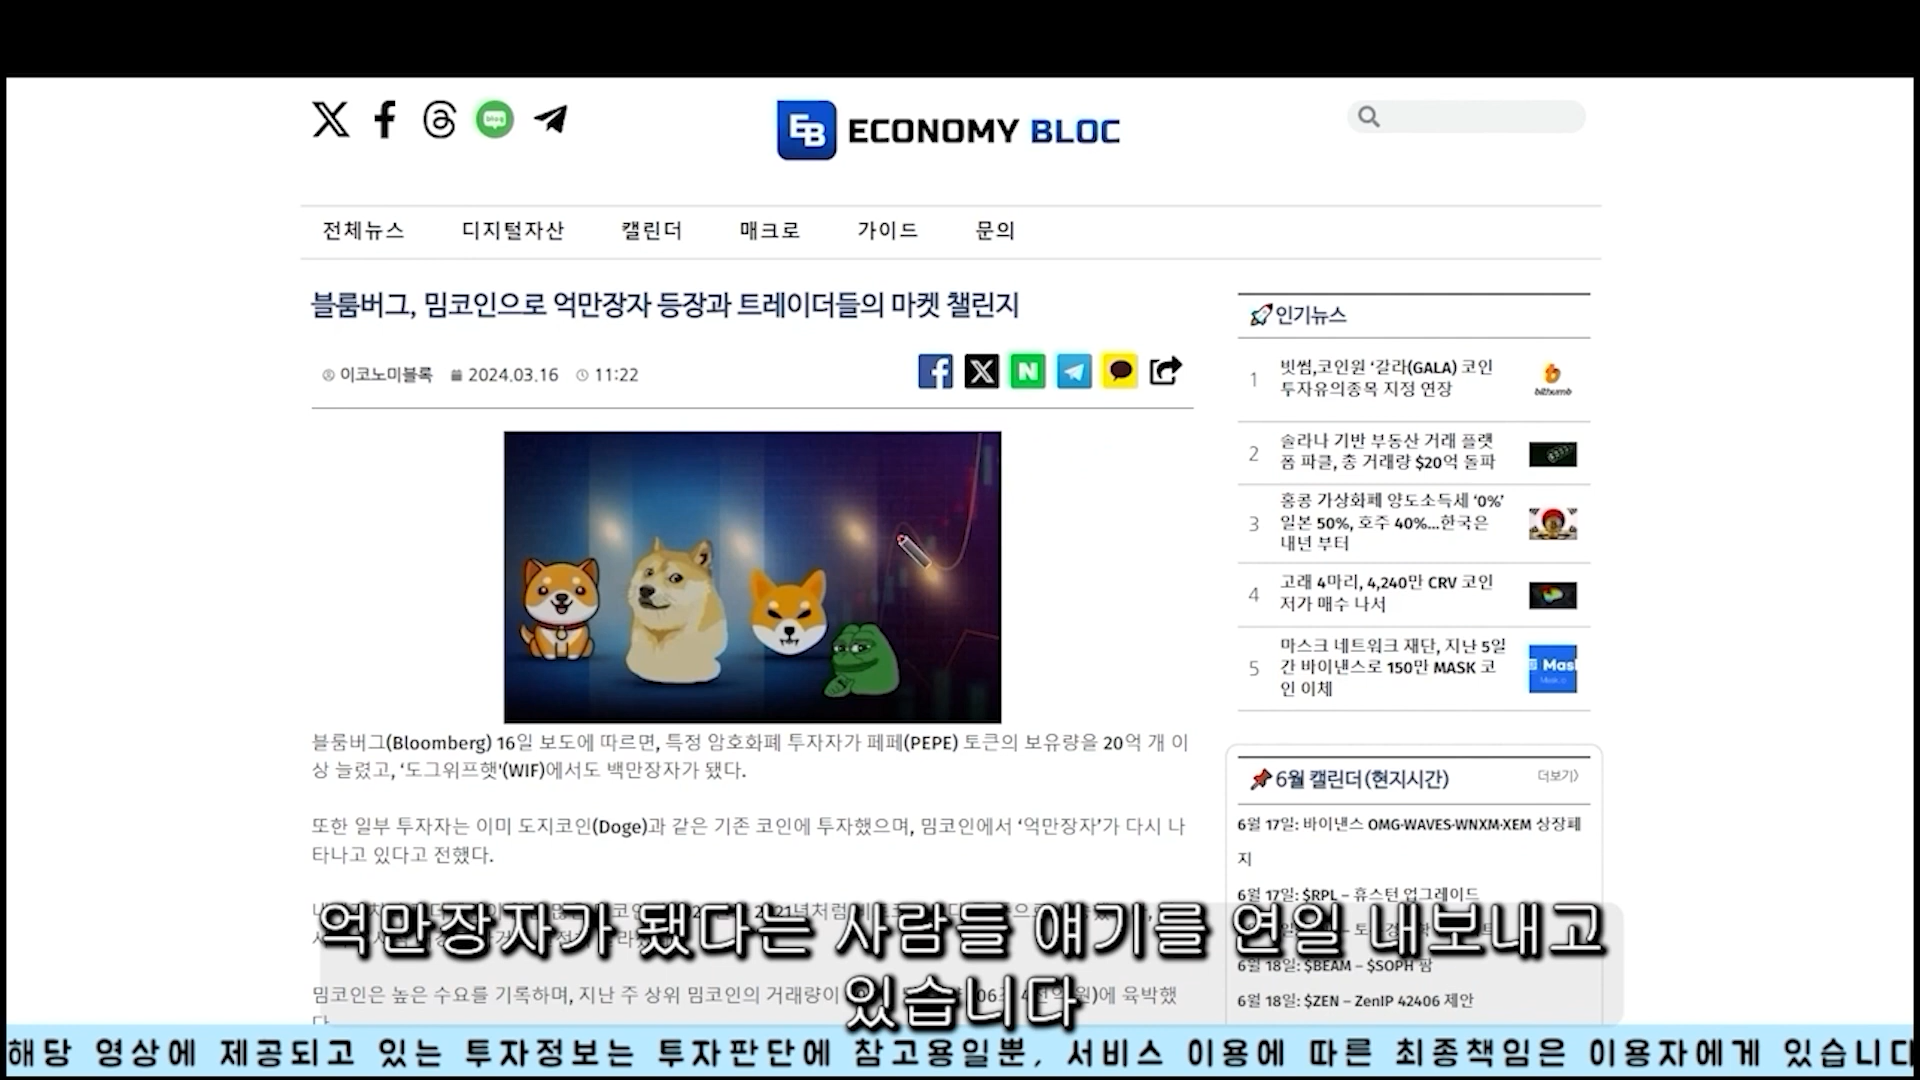 blog
EB ECONOMY BLOC
전체뉴스 디지털자산 캘린더 매크로 가이드 문의
블룸버그, 밈코인으로 억만장자 등장과 트레이더들의 마켓 챌린지
이코노미블록 2024.03.16 11:22
블룸버그(Bloomberg) 16일 보도에 따르면, 특정 암호화폐 투자자가 페페(PEPE) 토큰의 보유량을 20억 개 이
상 늘렸고, ‘도그위프햇'(WIF)에서도 백만장자가 됐다.
또한 일부 투자자는 이미 도지코인(Doge)과 같은 기존 코인에 투자했으며, 밈코인에서 ‘억만장자’가 다시 나
타나고 있다고 전했다.
밈코인은 높은 수요를 기록하며, 지난 주 상위 밈코인의 거래량이
에 육박했
다
인기뉴스
1 빗썸,코인원 ‘갈라(GALA) 코인
투자유의종목 지정 연장
bithumb
2 솔라나 기반 부동산 거래 플랫
폼 파클, 총 거래량 $20억 돌파
3 홍콩 가상화폐 양도소득세 ‘0%’
일본 50%, 호주 40%…한국은
내년 부터
4 고래 4마리, 4,240만 CRV 코인
저가 매수 나서
5 마스크 네트워크 재단, 지난 5일
간 바이낸스로 150만 MASK 코
인 이체
Mask
6월 캘린더(현지시간) 더보기〉
6월 17일: 바이낸스 OMG·WAVES·WNXM·XEM 상장폐
지
6월 17일: $RPL – 휴스턴 업그레이드
6월 18일: $BEAM – $SOPH 팜
6월 18일: $ZEN – ZenIP 42406 제안
억만장자가 됐다는 사람들 얘기를 연일 내보내고
있습니다
해당 영상에 제공되고 있는 투자정보는 투자판단에 참고용일뿐, 서비스 이용에 따른 최종책임은 이용자에게 있습니다